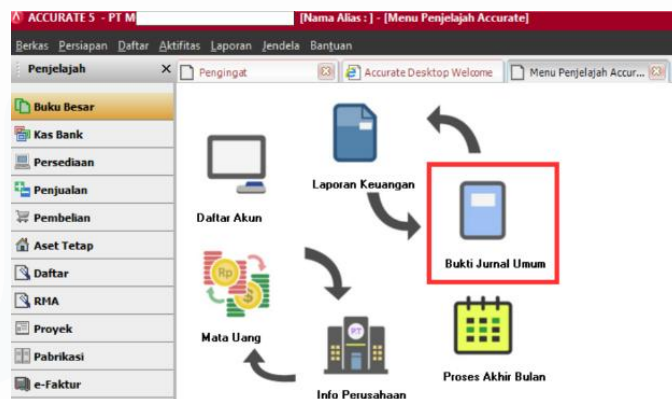 ACCURATE 5 - PT M [Nama Alias : ] - [Menu Penjelajah Accurate]
Berkas Persiapan Daftar Aktifitas Laporan Jendela Bantuan
Penjelajah X
Pengingat
Accurate Desktop Welcome
Menu Penjelajah Accur...
Buku Besar
Kas Bank
Persediaan
Penjualan
Pembelian
Aset Tetap
Daftar
RMA
Proyek
Pabrikasi
e-Faktur
Laporan Keuangan
Daftar Akun
Bukti Jurnal Umum
Rp
$
Mata Uang
PT
Info Perusahaan
Proses Akhir Bulan